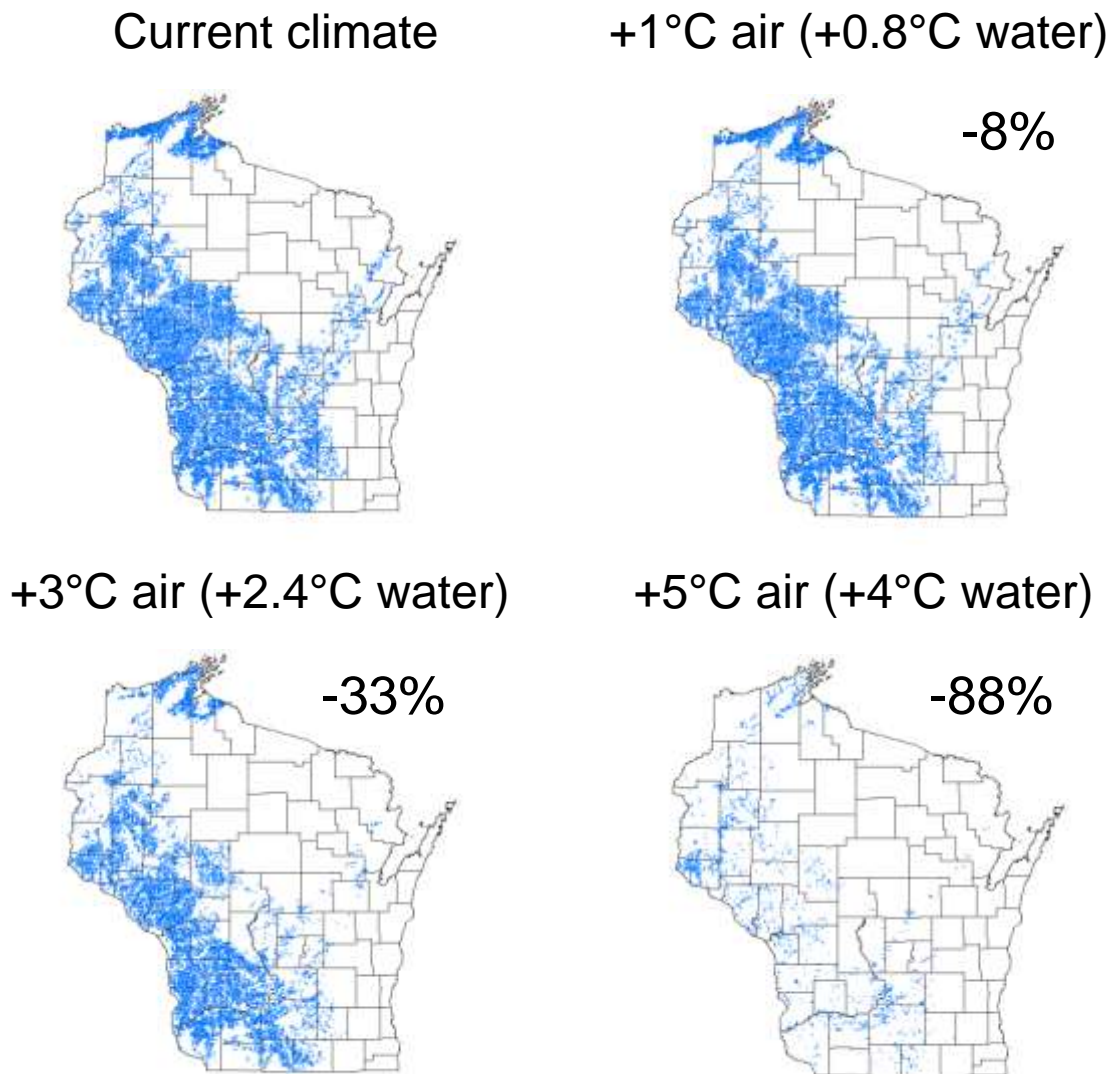 Current climate
+1°C air (+0.8°C water)
-8%
+3°C air (+2.4°C water)
+5°C air (+4°C water)
-33%
-88%